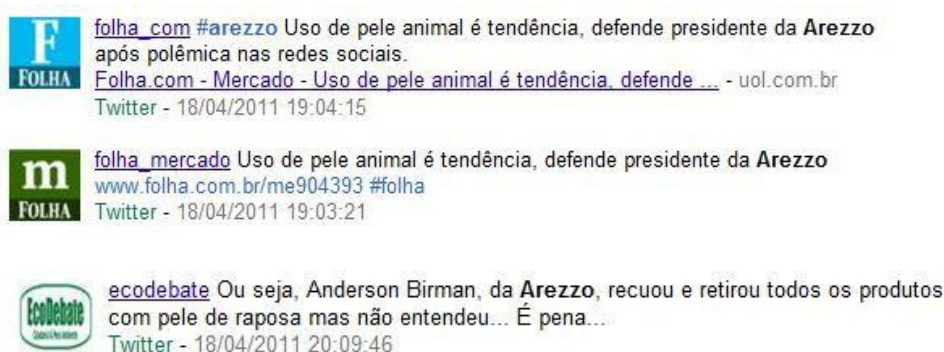 F
FOLHA
folha_com #arezzo Uso de pele animal é tendência, defende presidente da Arezzo
após polêmica nas redes sociais.
Folha.com - Mercado - Uso de pele animal é tendência, defende ... - uol.com.br
Twitter - 18/04/2011 19:04:15
m
FOLHA
folha_mercado Uso de pele animal é tendência, defende presidente da Arezzo
www.folha.com.br/me904393 #folha
Twitter - 18/04/2011 19:03:21
EcoDebate
ecodebate Ou seja, Anderson Birman, da Arezzo, recuou e retirou todos os produtos
com pele de raposa mas não entendeu... É pena...
Twitter - 18/04/2011 20:09:46